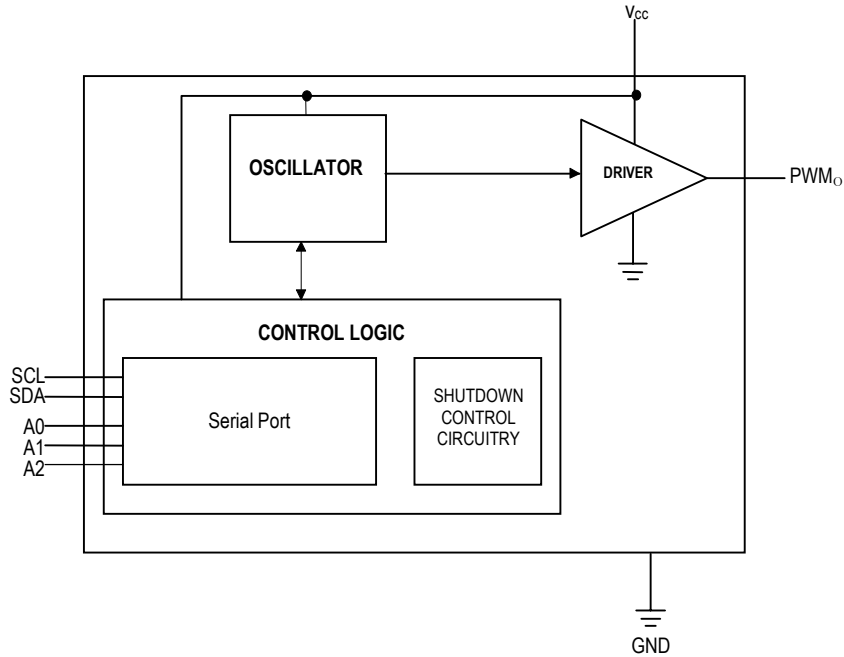 VCC
OSCILLATOR
DRIVER
PWMO
CONTROL LOGIC
SCL
SDA
A0
A1
A2
Serial Port
SHUTDOWN
CONTROL
CIRCUITRY
GND